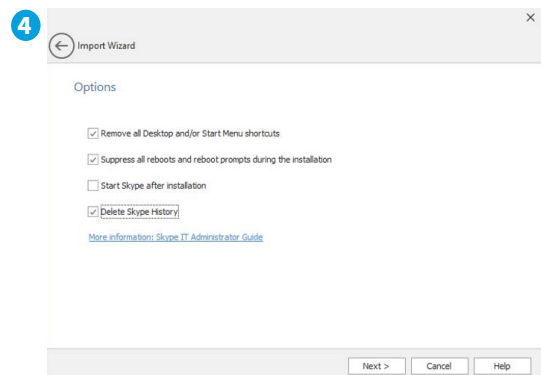 4
Import Wizard
Options
Remove all Desktop and/or Start Menu shortcuts
Suppress all reboots and reboot prompts during the installation
Start Skype after installation
Delete Skype History
More information: Skype IT Administrator Guide
Next > Cancel Help